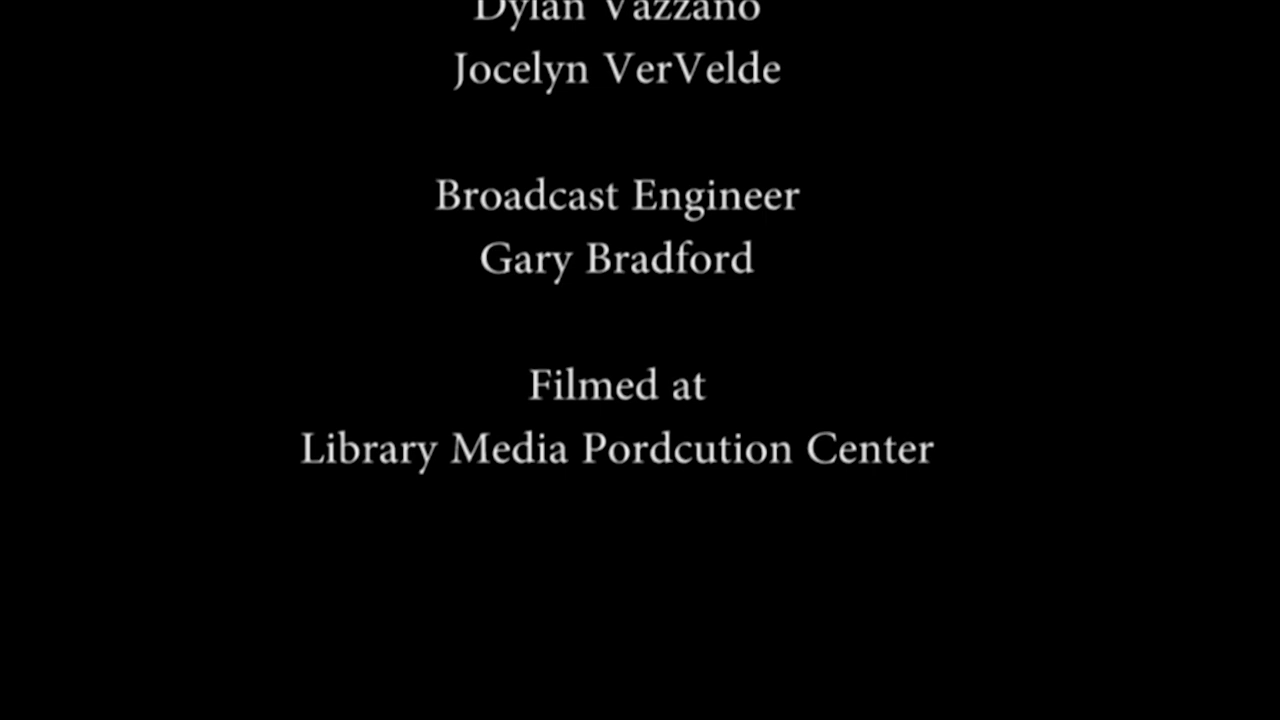 Dylan Vazzano
Jocelyn VerVelde
Broadcast Engineer
Gary Bradford
Filmed at
Library Media Pordcution Center